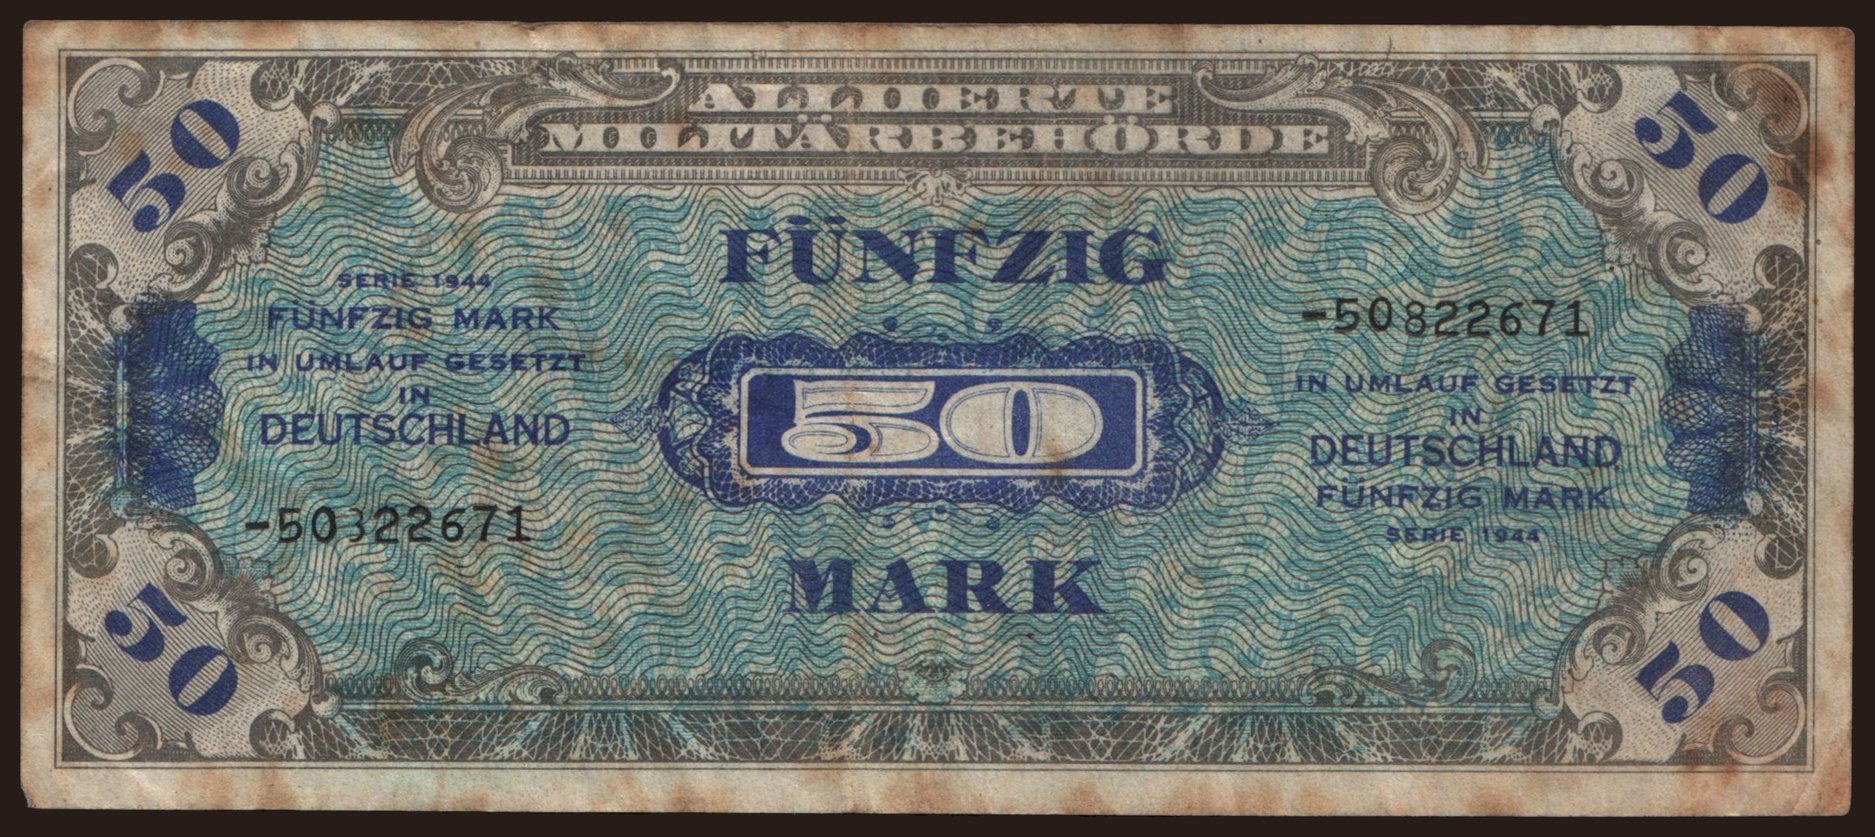 50
ALLIIERTE
MILITÄRBEHÖRDE
50
FÜNFZIG
SERIE 1944
FÜNFZIG MARK
IN UMLAUF GESETZT
IN
DEUTSCHLAND
-50822671
50
-50822671
IN UMLAUF GESETZT
IN
DEUTSCHLAND
FÜNFZIG MARK
SERIE 1944
MARK
50
50